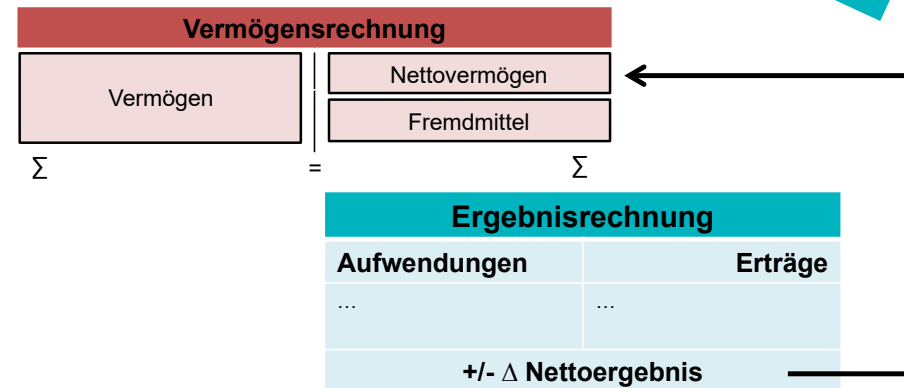 Vermögensrechnung
Vermögen
Nettovermögen
Fremdmittel
∑ = ∑
Ergebnisrechnung
Aufwendungen Erträge
… …
+/- ∆ Nettoergebnis